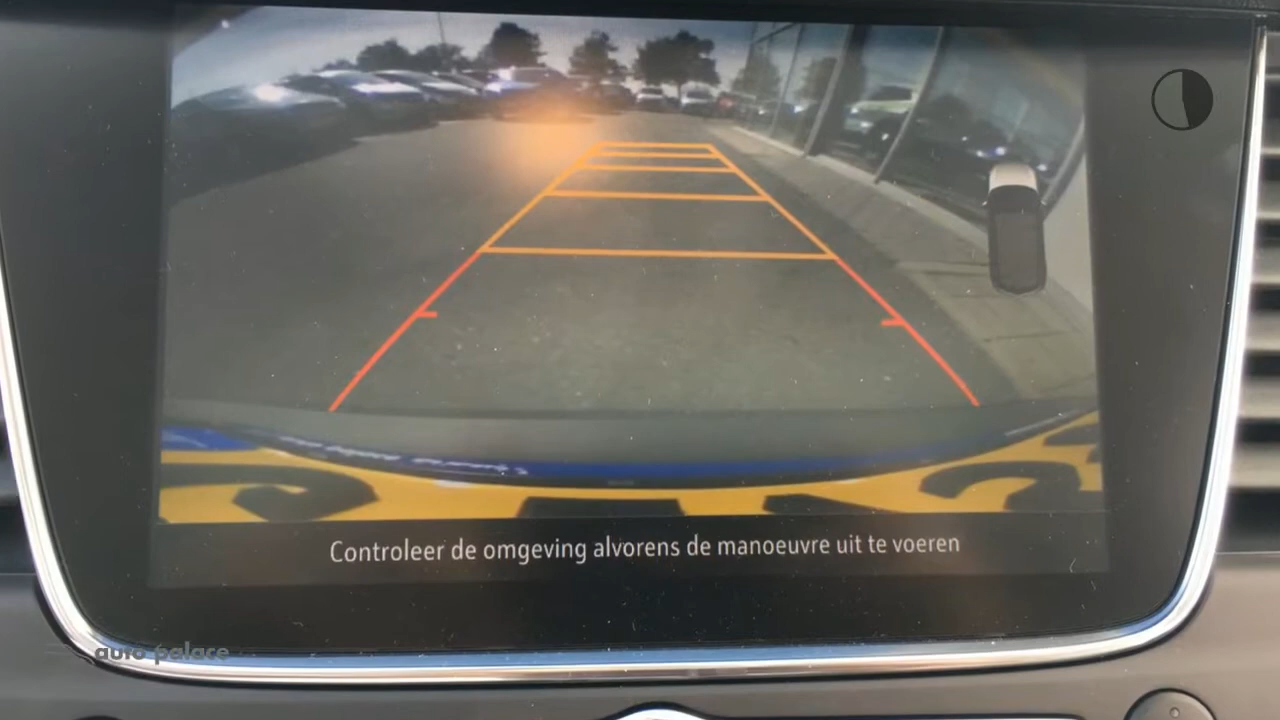 Controleer de omgeving alvorens de manoeuvre uit te voeren
auto palace